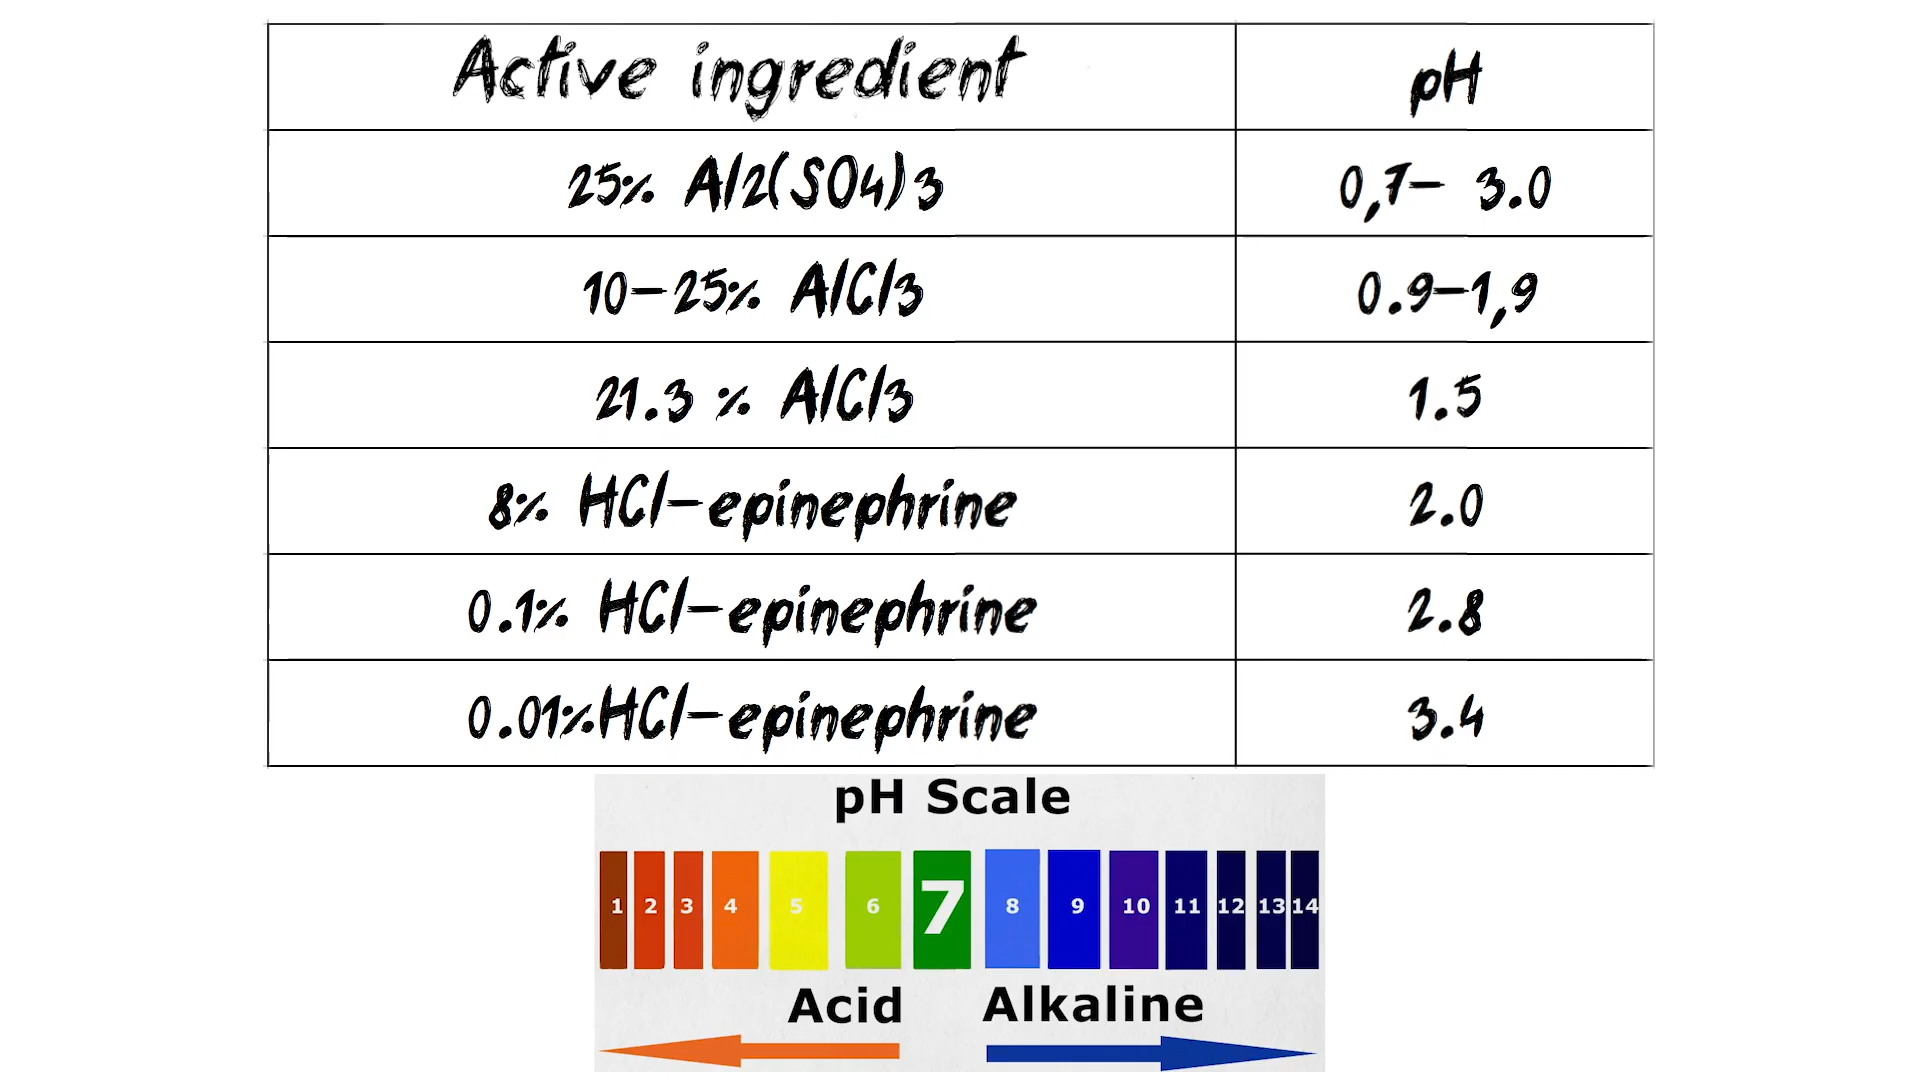 Active ingredient pH
25% Al2(SO4)3 0,7- 3.0
10-25% AlCl3 0.9-1,9
21.3 % AlCl3 1.5
8% HCl-epinephrine 2.0
0.1% HCl-epinephrine 2.8
0.01%HCl-epinephrine 3.4
pH Scale
1 2 3 4 5 6 7 8 9 10 11 12 13 14
Acid Alkaline